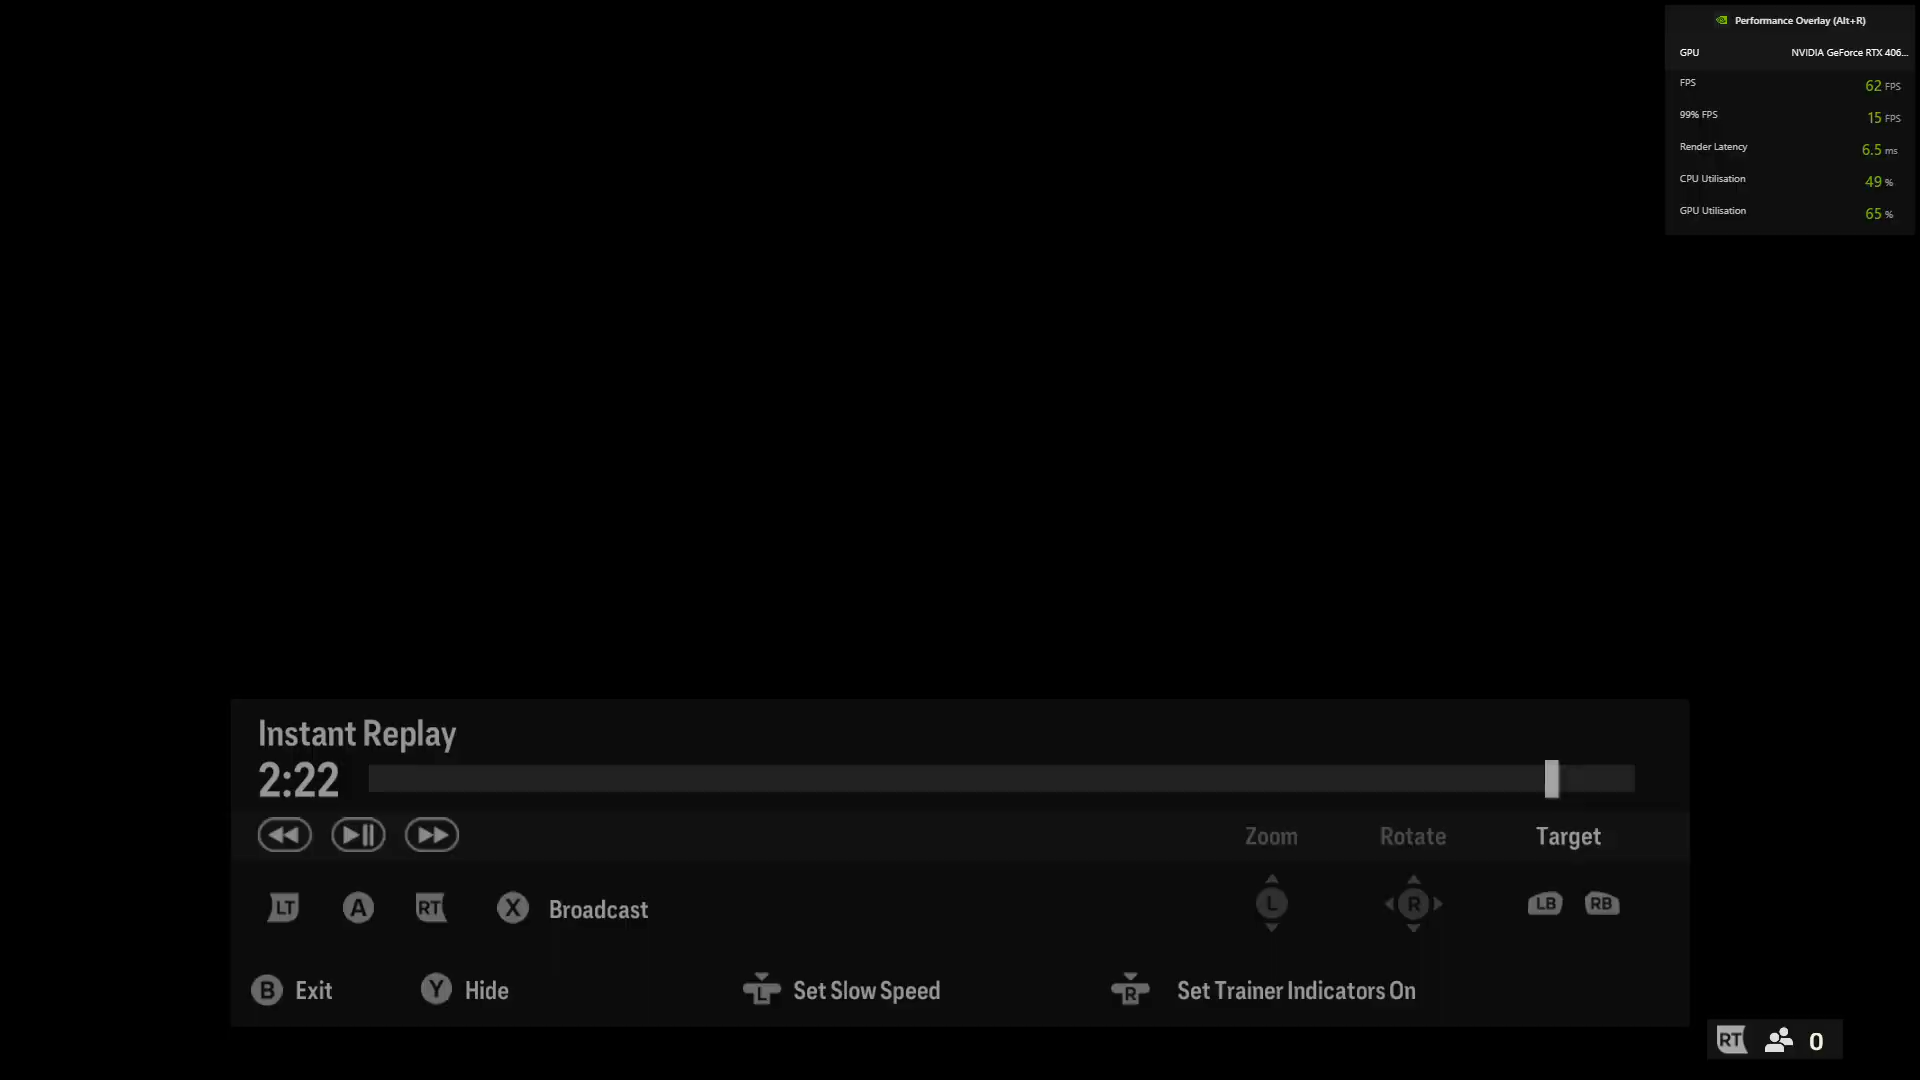 Performance Overlay (Alt+R)
GPU NVIDIA GeForce RTX 406...
FPS 62 FPS
99% FPS 15 FPS
Render Latency 6.5 ms
CPU Utilisation 49 %
GPU Utilisation 65 %
Instant Replay
2:22
Zoom Rotate Target
LT A RT X Broadcast L R LB RB
B Exit Y Hide L Set Slow Speed R Set Trainer Indicators On
RT 0